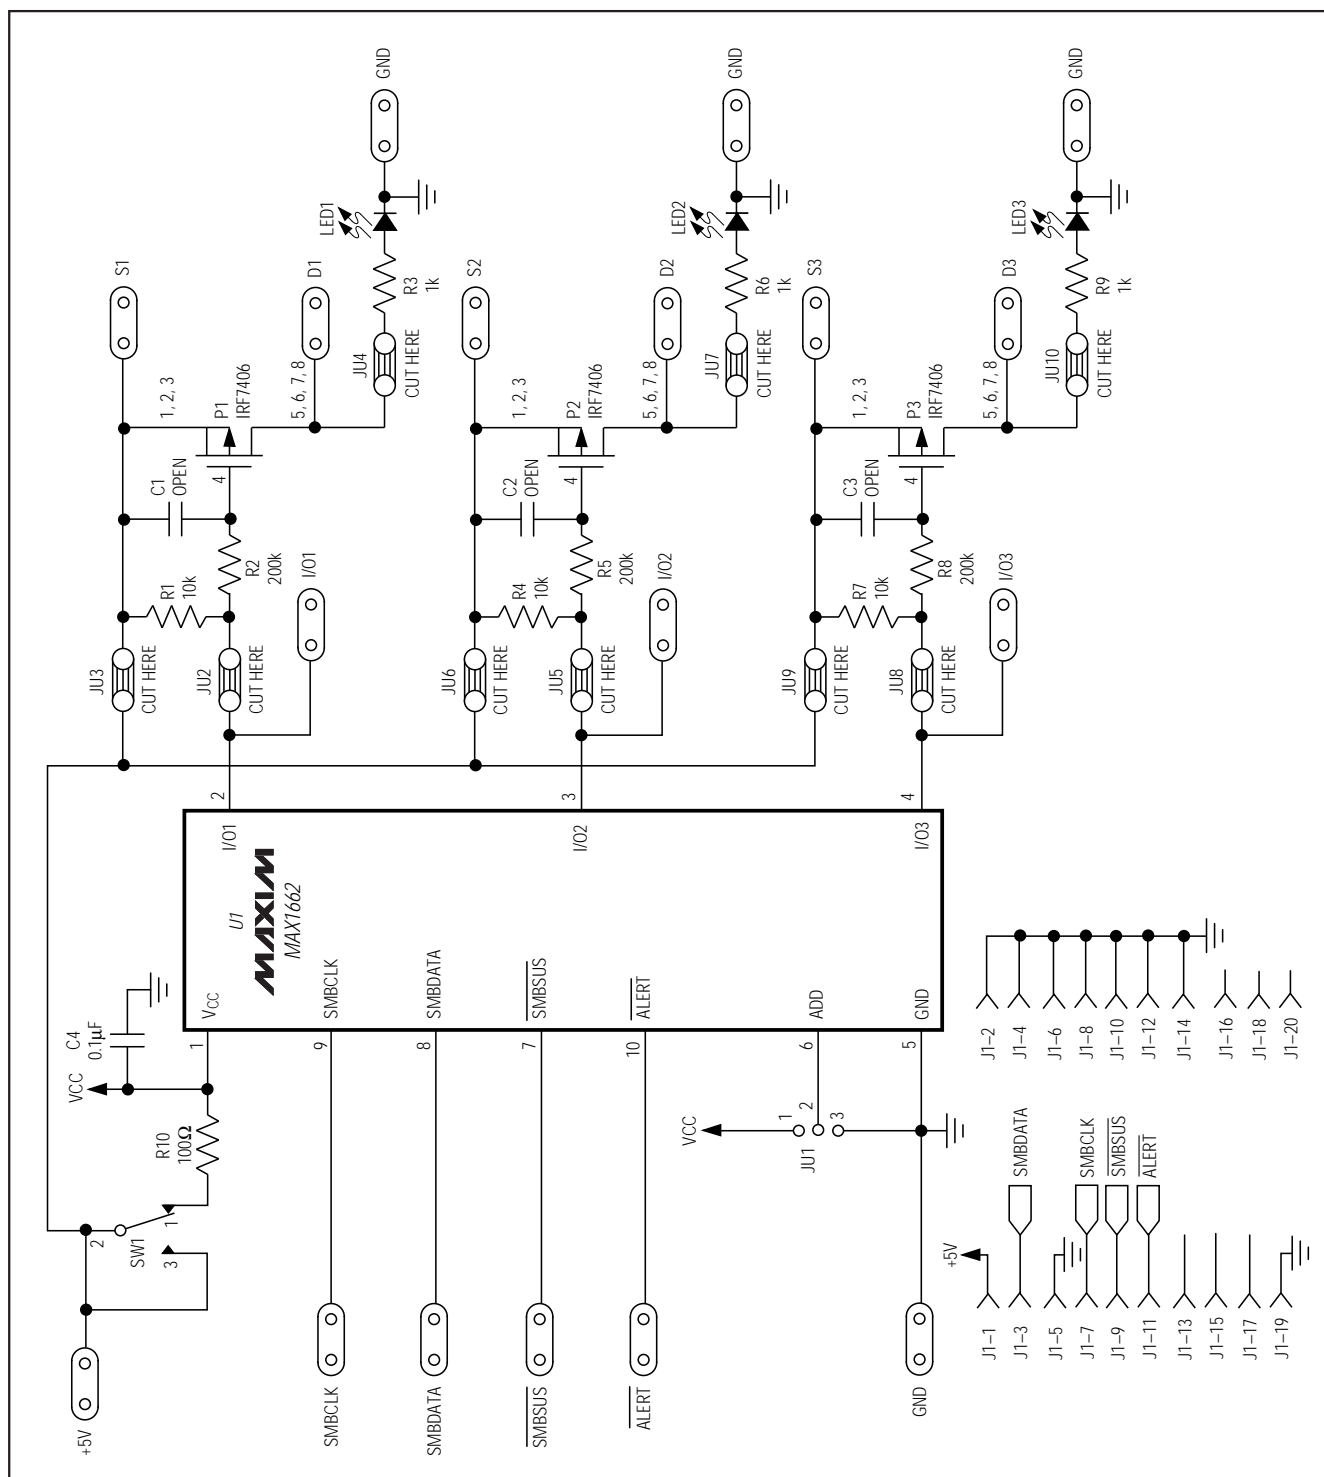 +5V
2
SW1
3
1
R10
100Ω
VCC
C4
0.1µF
SMBCLK
SMBDATA
SMBSUS
ALERT
GND
1
9
8
7
10
6
5
VCC
JU1
1
2
3
VCC
SMBCLK
SMBDATA
SMBSUS
ALERT
ADD
GND
U1
MAXIM
MAX1662
I/O1
I/O2
I/O3
2
3
4
JU3
CUT HERE
JU2
CUT HERE
R1
10k
R2
200k
I/O1
C1
OPEN
4
1, 2, 3
P1
IRF7406
5, 6, 7, 8
S1
D1
JU4
CUT HERE
R3
1k
LED1
GND
JU6
CUT HERE
JU5
CUT HERE
R4
10k
R5
200k
I/O2
C2
OPEN
4
1, 2, 3
P2
IRF7406
5, 6, 7, 8
S2
D2
JU7
CUT HERE
R6
1k
LED2
GND
JU9
CUT HERE
JU8
CUT HERE
R7
10k
R8
200k
I/O3
C3
OPEN
4
1, 2, 3
P3
IRF7406
5, 6, 7, 8
S3
D3
JU10
CUT HERE
R9
1k
LED3
GND
J1–1
+5V
J1–3
SMBDATA
J1–5
J1–7
SMBCLK
J1–9
SMBSUS
J1–11
ALERT
J1–13
J1–15
J1–17
J1–19
J1–2
J1–4
J1–6
J1–8
J1–10
J1–12
J1–14
J1–16
J1–18
J1–20